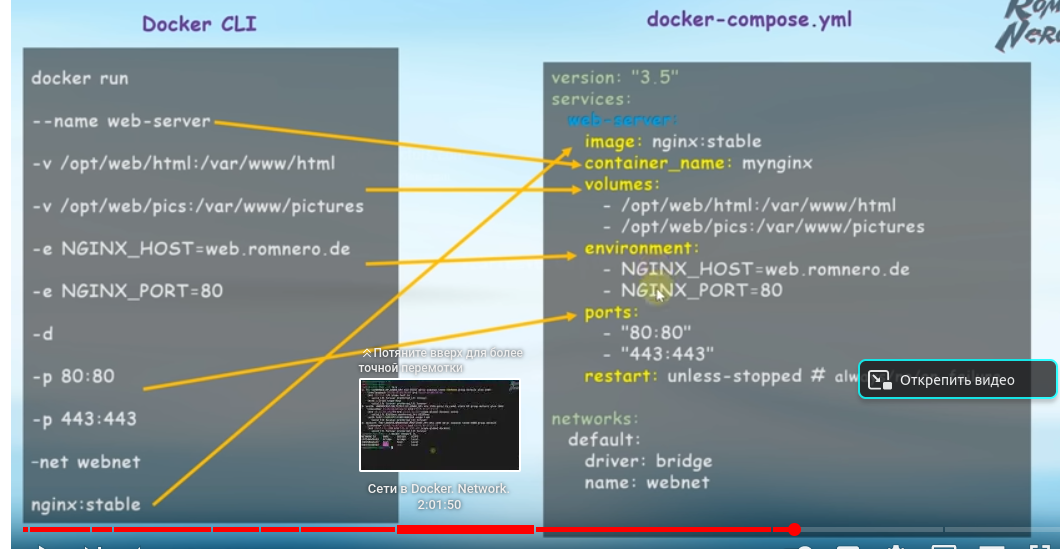 Docker CLI
docker run
--name web-server
-v /opt/web/html:/var/www/html
-v /opt/web/pics:/var/www/pictures
-e NGINX_HOST=web.romnero.de
-e NGINX_PORT=80
-d
-p 80:80
-p 443:443
-net webnet
nginx:stable
docker-compose.yml
version: "3.5"
services:
web-server:
image: nginx:stable
container_name: mynginx
volumes:
- /opt/web/html:/var/www/html
- /opt/web/pics:/var/www/pictures
environment:
- NGINX_HOST=web.romnero.de
- NGINX_PORT=80
ports:
- "80:80"
- "443:443"
restart: unless-stopped #
networks:
default:
driver: bridge
name: webnet
Потяните вверх для более
точной перемотки
Сети в Docker. Network.
2:01:50
Открепить видео